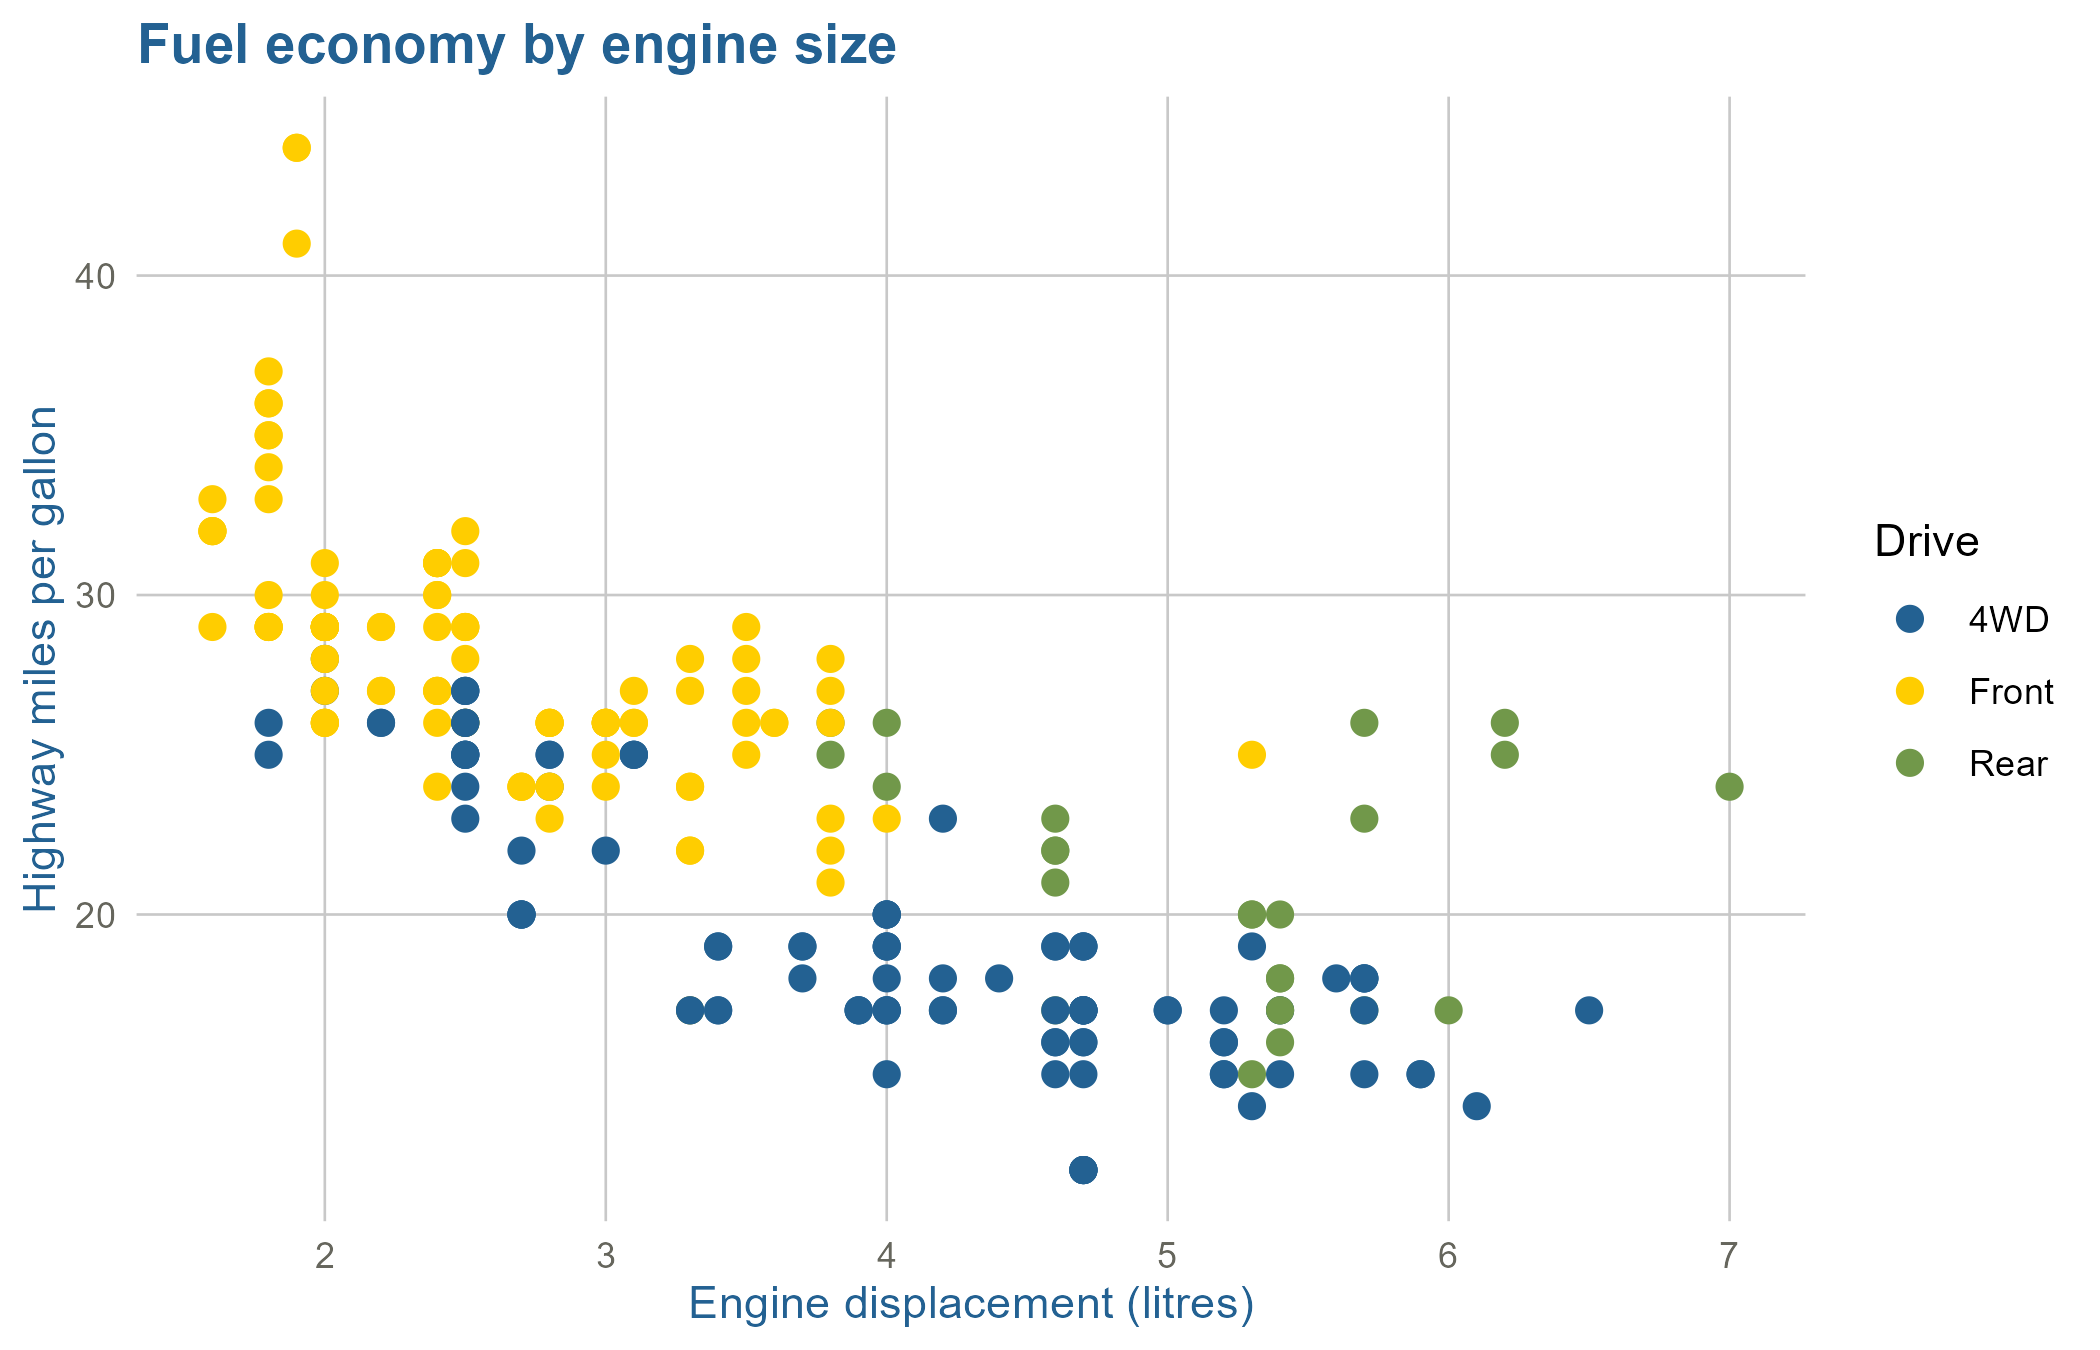 Fuel economy by engine size
Highway miles per gallon
40
30
20
2 3 4 5 6 7
Engine displacement (litres)
Drive
4WD
Front
Rear